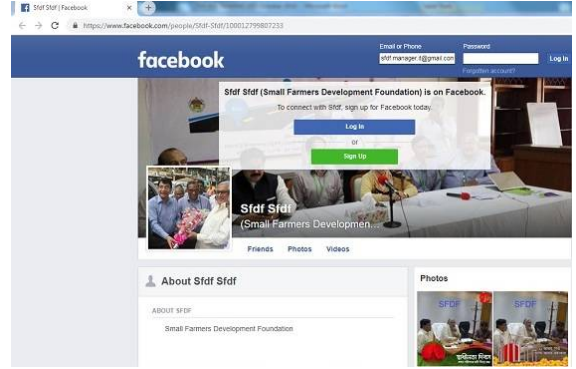 Sfdf Sfdf | Facebook
https://www.facebook.com/people/Sfdf-Sfdf/100012799807233
facebook
Email or Phone
Password
sfdf.manager.it@gmail.com
Log In
Forgotten account?
Sfdf Sfdf (Small Farmers Development Foundation) is on Facebook.
To connect with Sfdf, sign up for Facebook today.
Log In
or
Sign Up
Sfdf Sfdf
(Small Farmers Developmen...
Friends
Photos
Videos
About Sfdf Sfdf
ABOUT SFDF
Small Farmers Development Foundation
Photos
SFDF
SFDF
স্বাধীনতা দিবস